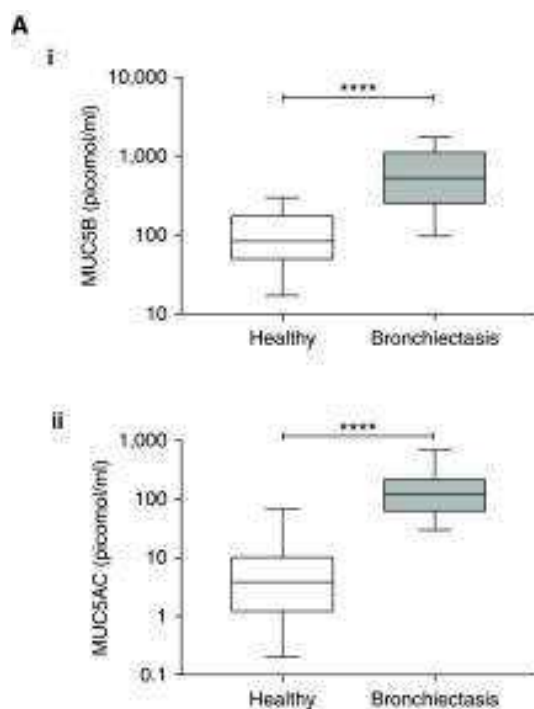 A
i
10,000
1,000
100
10
MUC5B (picomol/ml)
****
Healthy
Bronchiectasis
ii
1,000
100
10
1
0.1
MUC5AC (picomol/ml)
****
Healthy
Bronchiectasis